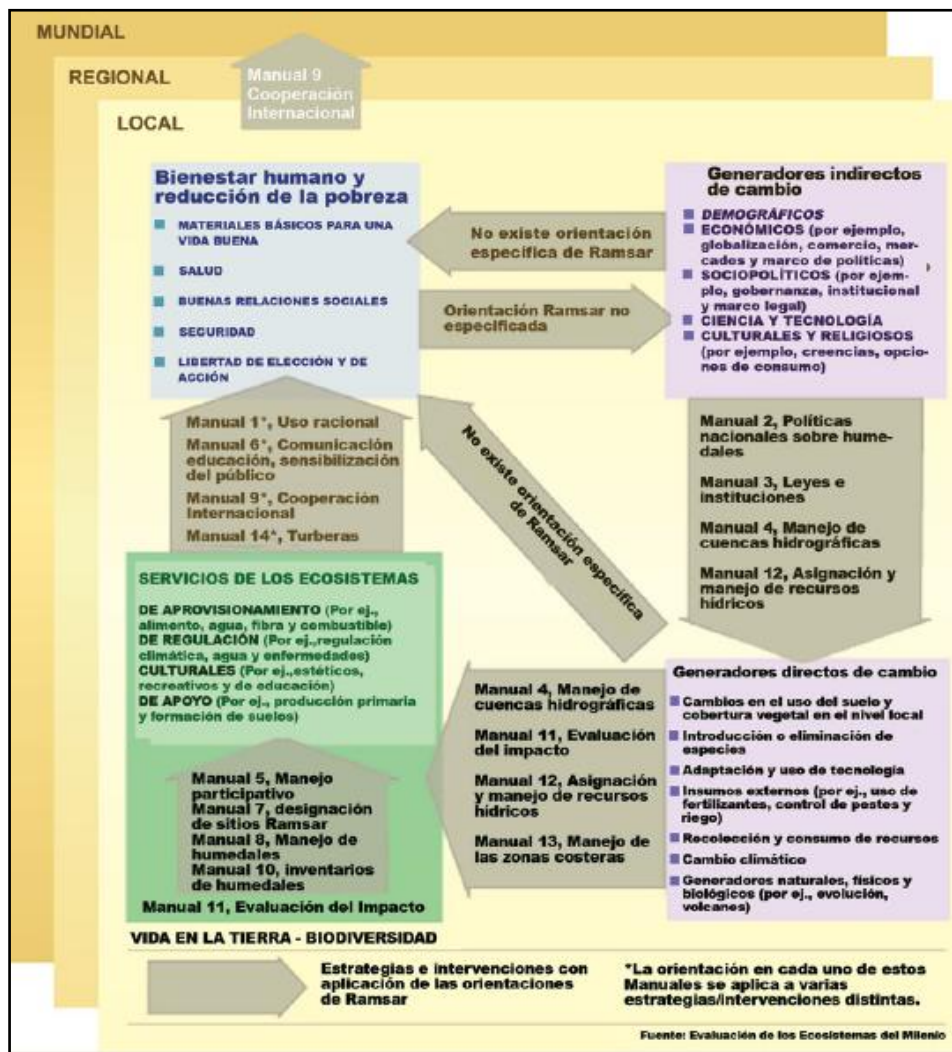 MUNDIAL
REGIONAL
LOCAL
Manual 9
Cooperación
Internacional
Bienestar humano y
reducción de la pobreza
MATERIALES BÁSICOS PARA UNA
VIDA BUENA
SALUD
BUENAS RELACIONES SOCIALES
SEGURIDAD
LIBERTAD DE ELECCIÓN Y DE
ACCIÓN
No existe orientación
específica de Ramsar
Orientación Ramsar no
especificada
Generadores indirectos
de cambio
DEMOGRÁFICOS
ECONÓMICOS (por ejemplo,
globalización, comercio, mer-
cados y marco de políticas)
SOCIOPOLÍTICOS (por ejem-
plo, gobernanza, institucional
y marco legal)
CIENCIA Y TECNOLOGÍA
CULTURALES Y RELIGIOSOS
(por ejemplo, creencias, opcio-
nes de consumo)
Manual 1*, Uso racional
Manual 6*, Comunicación
educación, sensibilización
del público
Manual 9*, Cooperación
Internacional
Manual 14*, Turberas
No existe orientación específica
de Ramsar
Manual 2, Políticas
nacionales sobre hume-
dales
Manual 3, Leyes e
instituciones
Manual 4, Manejo de
cuencas hidrográficas
Manual 12, Asignación y
manejo de recursos
hídricos
SERVICIOS DE LOS ECOSISTEMAS
DE APROVISIONAMIENTO (Por ej.,
alimento, agua, fibra y combustible)
DE REGULACIÓN (Por ej.,regulación
climática, agua y enfermedades)
CULTURALES (Por ej.,estéticos,
recreativos y de educación)
DE APOYO (Por ej., producción primaria
y formación de suelos)
Manual 5, Manejo
participativo
Manual 7, designación
de sitios Ramsar
Manual 8, Manejo de
humedales
Manual 10, inventarios
de humedales
Manual 11, Evaluación del Impacto
Manual 4, Manejo de
cuencas hidrográficas
Manual 11, Evaluación
del impacto
Manual 12, Asignación
y manejo de recursos
hídricos
Manual 13, Manejo de
las zonas costeras
Generadores directos de cambio
Cambios en el uso del suelo y
cobertura vegetal en el nivel local
Introducción o eliminación de
especies
Adaptación y uso de tecnología
Insumos externos (por ej., uso de
fertilizantes, control de pestes y
riego)
Recolección y consumo de recursos
Cambio climático
Generadores naturales, físicos y
biológicos (por ej., evolución,
volcanes)
VIDA EN LA TIERRA - BIODIVERSIDAD
Estrategias e intervenciones con
aplicación de las orientaciones
de Ramsar
*La orientación en cada uno de estos
Manuales se aplica a varias
estrategias/intervenciones distintas.
Fuente: Evaluación de los Ecosistemas del Milenio